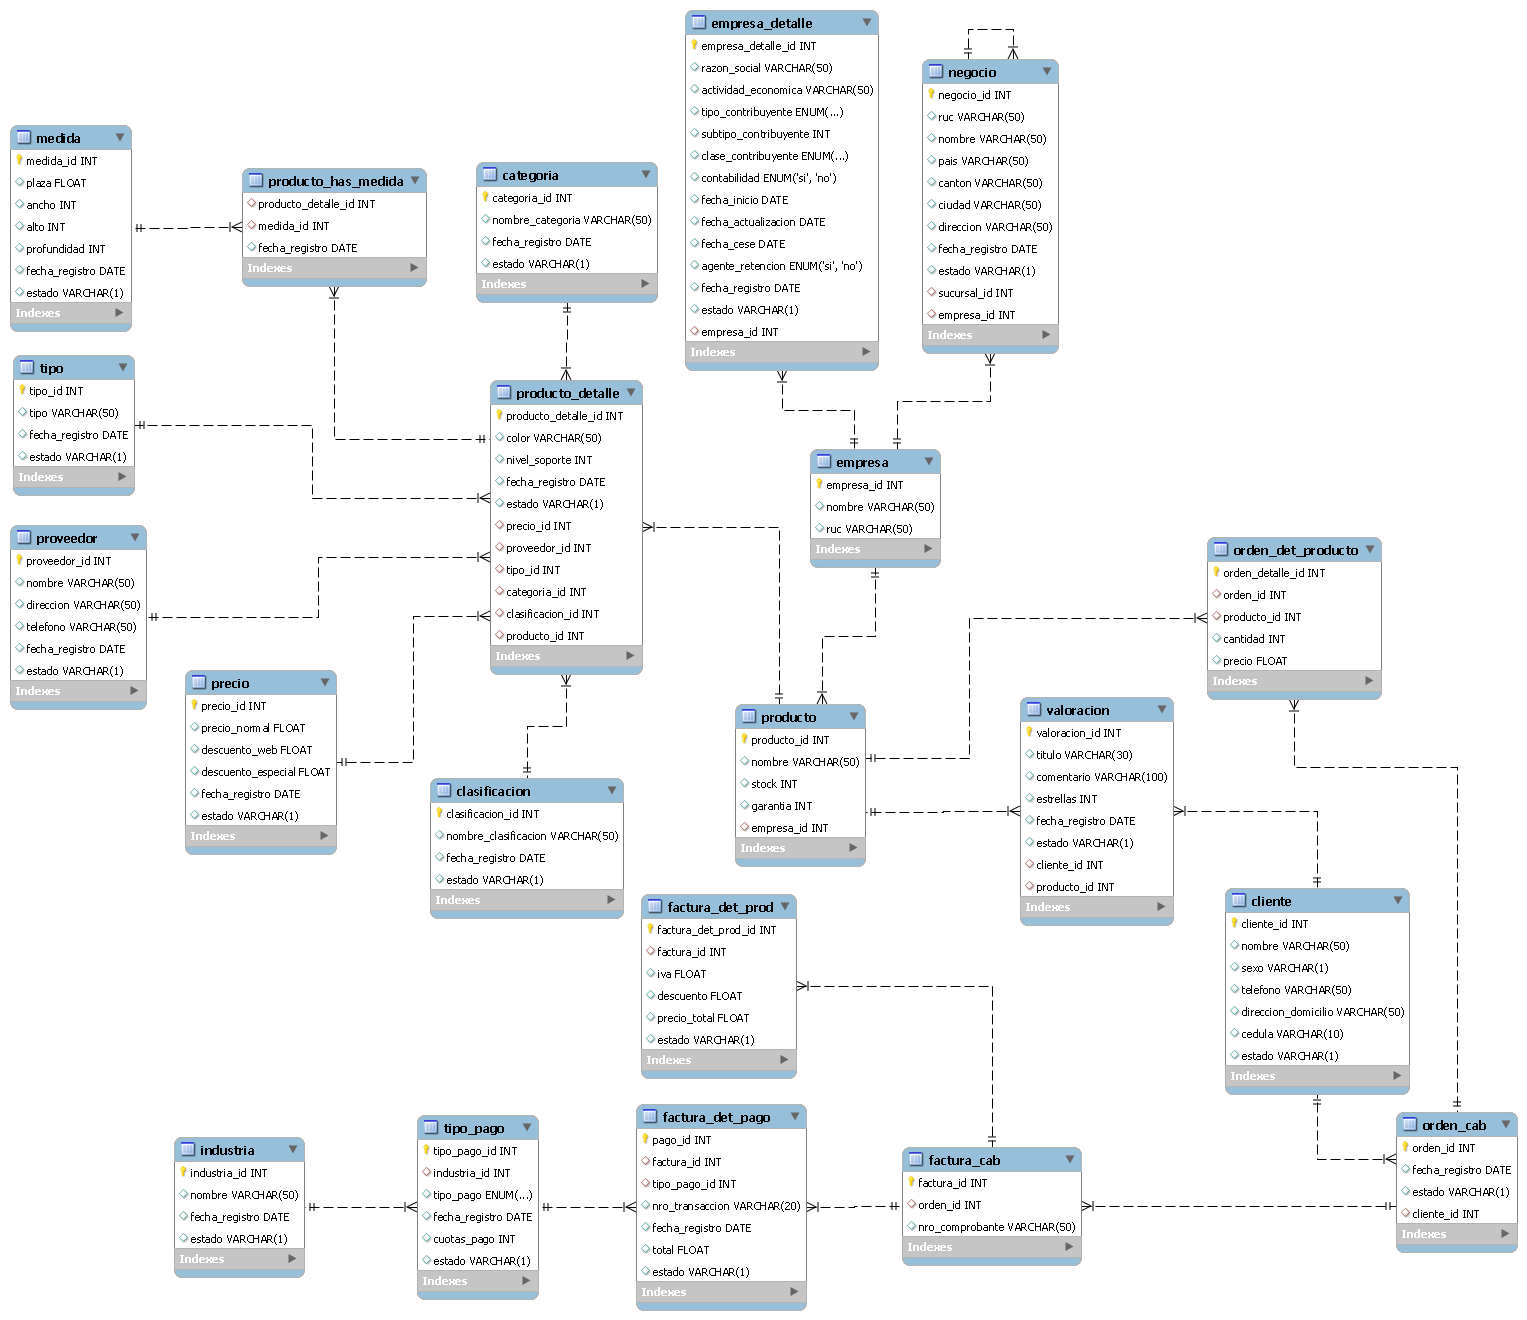 empresa_detalle
empresa_detalle_id INT
razon_social VARCHAR(50)
actividad_economica VARCHAR(50)
tipo_contribuyente ENUM(...)
subtipo_contribuyente INT
clase_contribuyente ENUM(...)
contabilidad ENUM('si', 'no')
fecha_inicio DATE
fecha_actualizacion DATE
fecha_cese DATE
agente_retencion ENUM('si', 'no')
fecha_registro DATE
estado VARCHAR(1)
empresa_id INT
Indexes
negocio
negocio_id INT
ruc VARCHAR(50)
nombre VARCHAR(50)
pais VARCHAR(50)
canton VARCHAR(50)
ciudad VARCHAR(50)
direccion VARCHAR(50)
fecha_registro DATE
estado VARCHAR(1)
sucursal_id INT
empresa_id INT
Indexes
medida
medida_id INT
plaza FLOAT
ancho INT
alto INT
profundidad INT
fecha_registro DATE
estado VARCHAR(1)
Indexes
producto_has_medida
producto_detalle_id INT
medida_id INT
fecha_registro DATE
Indexes
categoria
categoria_id INT
nombre_categoria VARCHAR(50)
fecha_registro DATE
estado VARCHAR(1)
Indexes
tipo
tipo_id INT
tipo VARCHAR(50)
fecha_registro DATE
estado VARCHAR(1)
Indexes
producto_detalle
producto_detalle_id INT
color VARCHAR(50)
nivel_soporte INT
fecha_registro DATE
estado VARCHAR(1)
precio_id INT
proveedor_id INT
tipo_id INT
categoria_id INT
clasificacion_id INT
producto_id INT
Indexes
empresa
empresa_id INT
nombre VARCHAR(50)
ruc VARCHAR(50)
Indexes
proveedor
proveedor_id INT
nombre VARCHAR(50)
direccion VARCHAR(50)
telefono VARCHAR(50)
fecha_registro DATE
estado VARCHAR(1)
Indexes
orden_det_producto
orden_detalle_id INT
orden_id INT
producto_id INT
cantidad INT
precio FLOAT
Indexes
precio
precio_id INT
precio_normal FLOAT
descuento_web FLOAT
descuento_especial FLOAT
fecha_registro DATE
estado VARCHAR(1)
Indexes
producto
producto_id INT
nombre VARCHAR(50)
stock INT
garantia INT
empresa_id INT
Indexes
valoracion
valoracion_id INT
titulo VARCHAR(30)
comentario VARCHAR(100)
estrellas INT
fecha_registro DATE
estado VARCHAR(1)
cliente_id INT
producto_id INT
Indexes
clasificacion
clasificacion_id INT
nombre_clasificacion VARCHAR(50)
fecha_registro DATE
estado VARCHAR(1)
Indexes
factura_det_prod
factura_det_prod_id INT
factura_id INT
iva FLOAT
descuento FLOAT
precio_total FLOAT
estado VARCHAR(1)
Indexes
cliente
cliente_id INT
nombre VARCHAR(50)
sexo VARCHAR(1)
telefono VARCHAR(50)
direccion_domicilio VARCHAR(50)
cedula VARCHAR(10)
estado VARCHAR(1)
Indexes
industria
industria_id INT
nombre VARCHAR(50)
fecha_registro DATE
estado VARCHAR(1)
Indexes
tipo_pago
tipo_pago_id INT
industria_id INT
tipo_pago ENUM(...)
fecha_registro DATE
cuotas_pago INT
estado VARCHAR(1)
Indexes
factura_det_pago
pago_id INT
factura_id INT
tipo_pago_id INT
nro_transaccion VARCHAR(20)
fecha_registro DATE
total FLOAT
estado VARCHAR(1)
Indexes
factura_cab
factura_id INT
orden_id INT
nro_comprobante VARCHAR(50)
Indexes
orden_cab
orden_id INT
fecha_registro DATE
estado VARCHAR(1)
cliente_id INT
Indexes